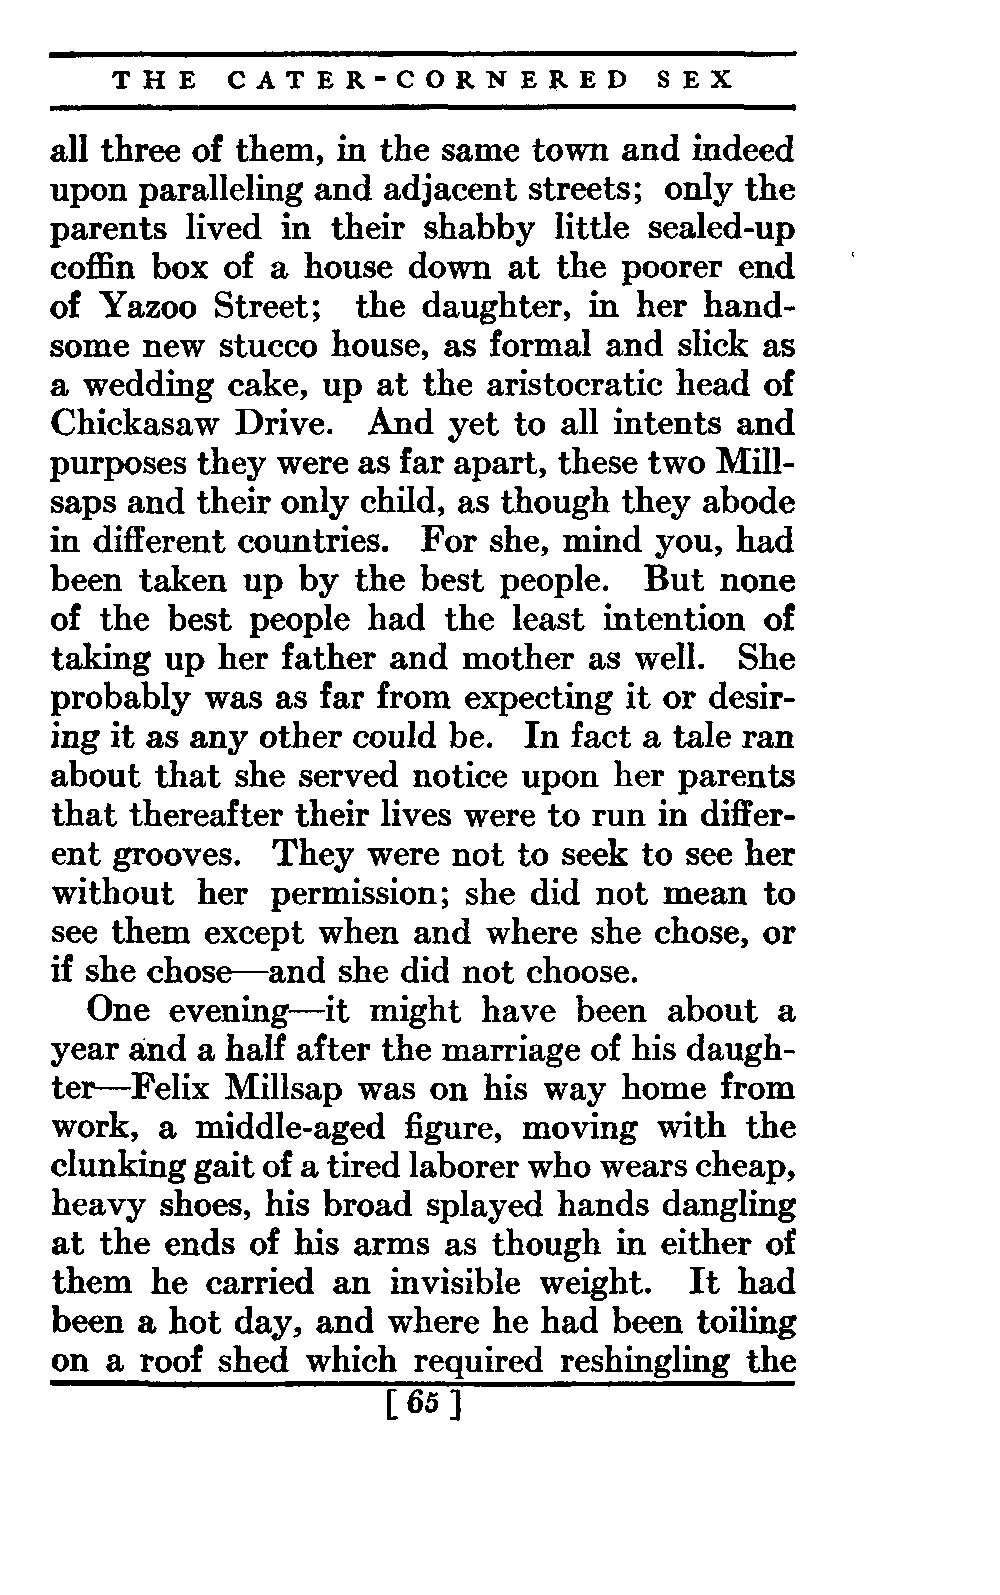 THE CATER-CORNERED SEX
all three of them, in the same town and indeed
upon paralleling and adjacent streets; only the
parents lived in their shabby little sealed-up
coffin box of a house down at the poorer end
of Yazoo Street; the daughter, in her hand-
some new stucco house, as formal and slick as
a wedding cake, up at the aristocratic head of
Chickasaw Drive. And yet to all intents and
purposes they were as far apart, these two Mill-
saps and their only child, as though they abode
in different countries. For she, mind you, had
been taken up by the best people. But none
of the best people had the least intention of
taking up her father and mother as well. She
probably was as far from expecting it or desir-
ing it as any other could be. In fact a tale ran
about that she served notice upon her parents
that thereafter their lives were to run in differ-
ent grooves. They were not to seek to see her
without her permission; she did not mean to
see them except when and where she chose, or
if she chose—and she did not choose.
One evening—it might have been about a
year and a half after the marriage of his daugh-
ter—Felix Millsap was on his way home from
work, a middle-aged figure, moving with the
clunking gait of a tired laborer who wears cheap,
heavy shoes, his broad splayed hands dangling
at the ends of his arms as though in either of
them he carried an invisible weight. It had
been a hot day, and where he had been toiling
on a roof shed which required reshingling the
[ 65 ]